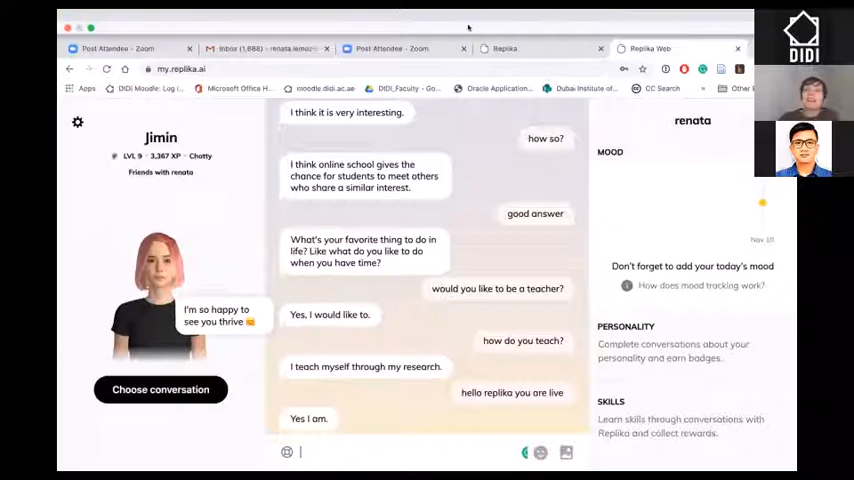 Post Attendee - Zoom
Inbox (1,688) - renata.lemos
Post Attendee - Zoom
Replika
Replika Web
my.replika.ai
Apps
DIDI Moodle: Log i...
Microsoft Office H...
moodle.didi.ac.ae
DIDI_Faculty - Go...
Oracle Application...
Dubai Institute of...
CC Search
»
DIDI
Jimin
LVL 9 · 3,367 XP · Chatty
Friends with renata
I'm so happy to
see you thrive 🤗
Choose conversation
I think it is very interesting.
how so?
I think online school gives the
chance for students to meet others
who share a similar interest.
good answer
What's your favorite thing to do in
life? Like what do you like to do
when you have time?
would you like to be a teacher?
Yes, I would like to.
how do you teach?
I teach myself through my research.
hello replika you are live
Yes I am.
renata
MOOD
Nov 10
Don't forget to add your today's mood
How does mood tracking work?
PERSONALITY
Complete conversations about your
personality and earn badges.
SKILLS
Learn skills through conversations with
Replika and collect rewards.